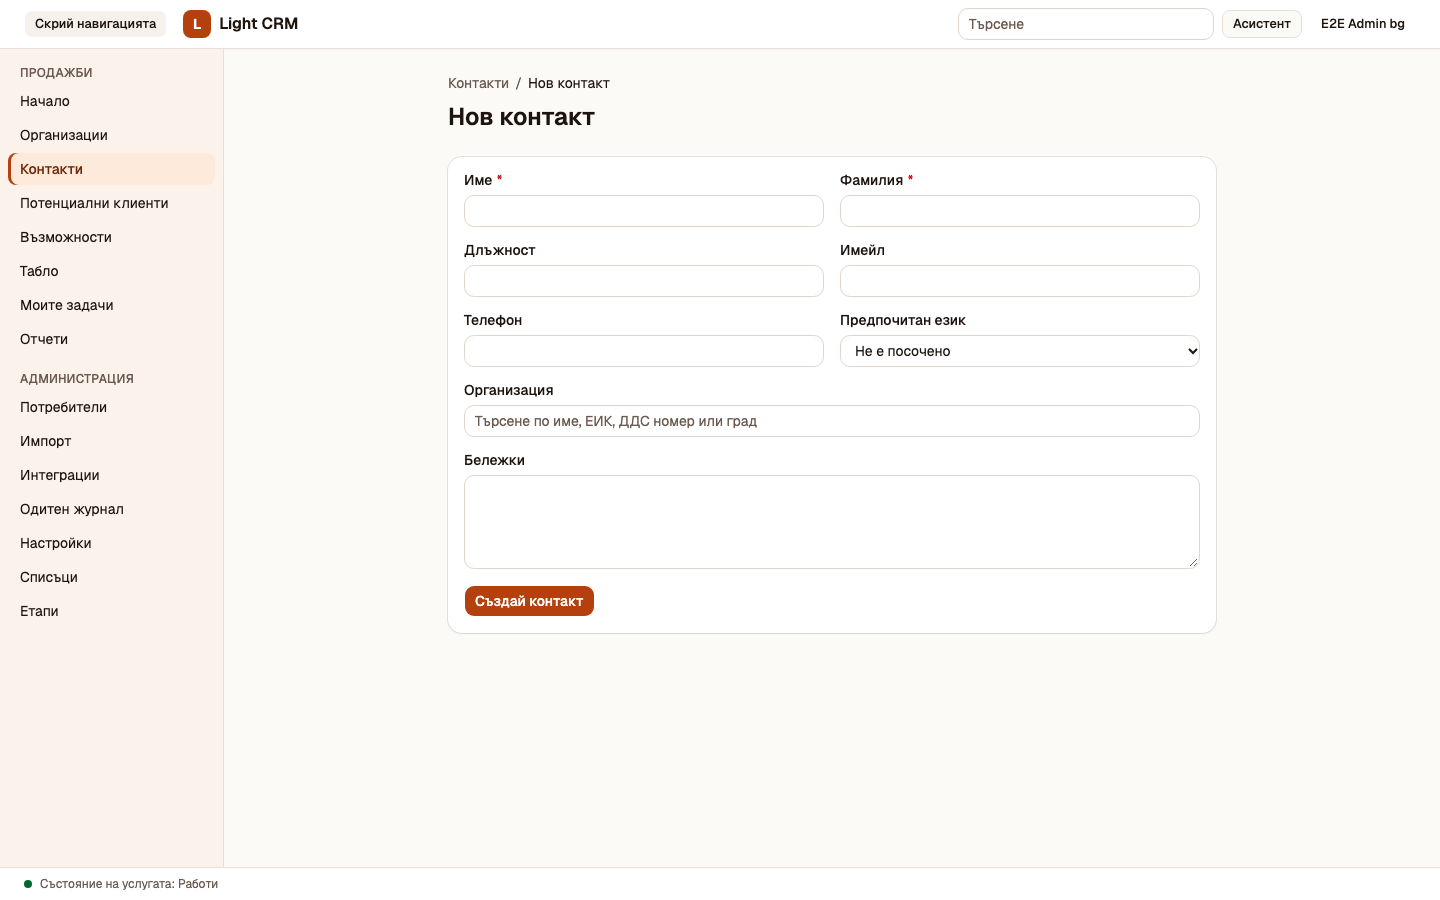 Скрий навигацията
L
Light CRM
Търсене
Асистент
E2E Admin bg
ПРОДАЖБИ
Начало
Организации
Контакти
Потенциални клиенти
Възможности
Табло
Моите задачи
Отчети
АДМИНИСТРАЦИЯ
Потребители
Импорт
Интеграции
Одитен журнал
Настройки
Списъци
Етапи
Контакти / Нов контакт
Нов контакт
Име *
Фамилия *
Длъжност
Имейл
Телефон
Предпочитан език
Не е посочено
Организация
Търсене по име, ЕИК, ДДС номер или град
Бележки
Създай контакт
Състояние на услугата: Работи